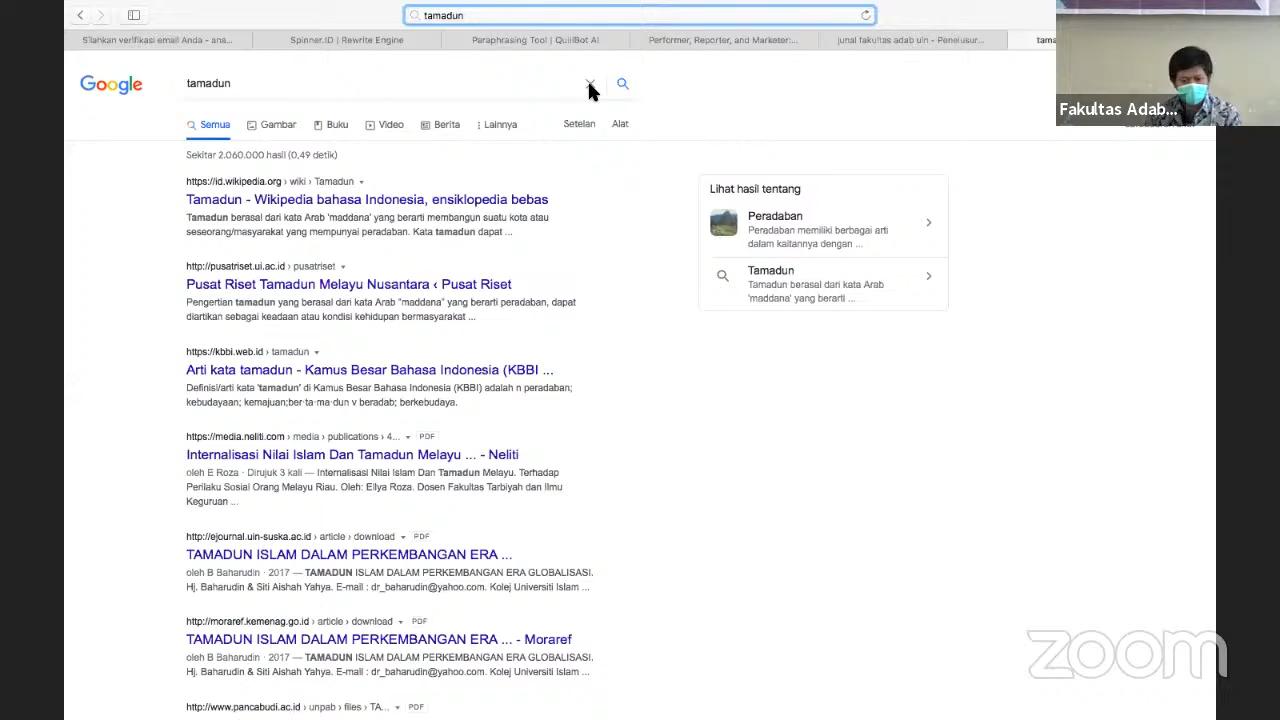 tamadun
Silahkan verifikasi email Anda - ana...
Spinner.ID | Rewrite Engine
Paraphrasing Tool | QuillBot AI
Performer, Reporter, and Marketer:...
junal fakultas adab uin - Penelusur...
tama
Google
tamadun
Semua
Gambar
Buku
Video
Berita
Lainnya
Setelan
Alat
Fakultas Adab...
Sekitar 2.060.000 hasil (0,49 detik)
https://id.wikipedia.org › wiki › Tamadun
Tamadun - Wikipedia bahasa Indonesia, ensiklopedia bebas
Tamadun berasal dari kata Arab 'maddana' yang berarti membangun suatu kota atau
seseorang/masyarakat yang mempunyai peradaban. Kata tamadun dapat ...
http://pusatriset.ui.ac.id › pusatriset
Pusat Riset Tamadun Melayu Nusantara ‹ Pusat Riset
Pengertian tamadun yang berasal dari kata Arab "maddana" yang berarti peradaban, dapat
diartikan sebagai keadaan atau kondisi kehidupan bermasyarakat ...
https://kbbi.web.id › tamadun
Arti kata tamadun - Kamus Besar Bahasa Indonesia (KBBI ...
Definisi/arti kata 'tamadun' di Kamus Besar Bahasa Indonesia (KBBI) adalah n peradaban;
kebudayaan; kemajuan;ber·ta·ma·dun v beradab; berkebudaya.
https://media.neliti.com › media › publications › 4... PDF
Internalisasi Nilai Islam Dan Tamadun Melayu ... - Neliti
oleh E Roza · Dirujuk 3 kali — Internalisasi Nilai Islam Dan Tamadun Melayu. Terhadap
Perilaku Sosial Orang Melayu Riau. Oleh: Ellya Roza. Dosen Fakultas Tarbiyah dan Ilmu
Keguruan ...
http://ejournal.uin-suska.ac.id › article › download PDF
TAMADUN ISLAM DALAM PERKEMBANGAN ERA ...
oleh B Baharudin · 2017 — TAMADUN ISLAM DALAM PERKEMBANGAN ERA GLOBALISASI.
Hj. Baharudin & Siti Aishah Yahya. E-mail : dr_baharudin@yahoo.com. Kolej Universiti Islam ...
http://moraref.kemenag.go.id › article › download PDF
TAMADUN ISLAM DALAM PERKEMBANGAN ERA ... - Moraref
oleh B Baharudin · 2017 — TAMADUN ISLAM DALAM PERKEMBANGAN ERA GLOBALISASI.
Hj. Baharudin & Siti Aishah Yahya. E-mail : dr_baharudin@yahoo.com. Kolej Universiti Islam ...
http://www.pancabudi.ac.id › unpab › files › TA... PDF
Lihat hasil tentang
Peradaban
Peradaban memiliki berbagai arti
dalam kaitannya dengan ...
Tamadun
Tamadun berasal dari kata Arab
'maddana' yang berarti ...
zoom